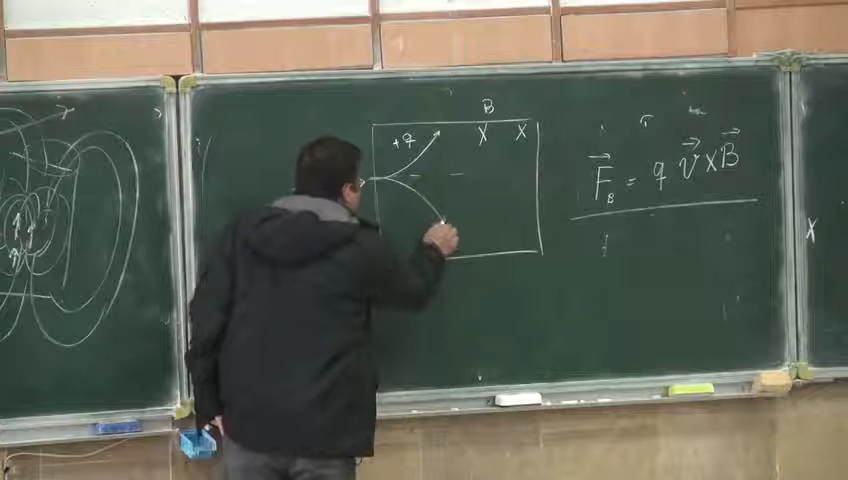 B
+q X X
F⃗_B = q v⃗ X B⃗
X